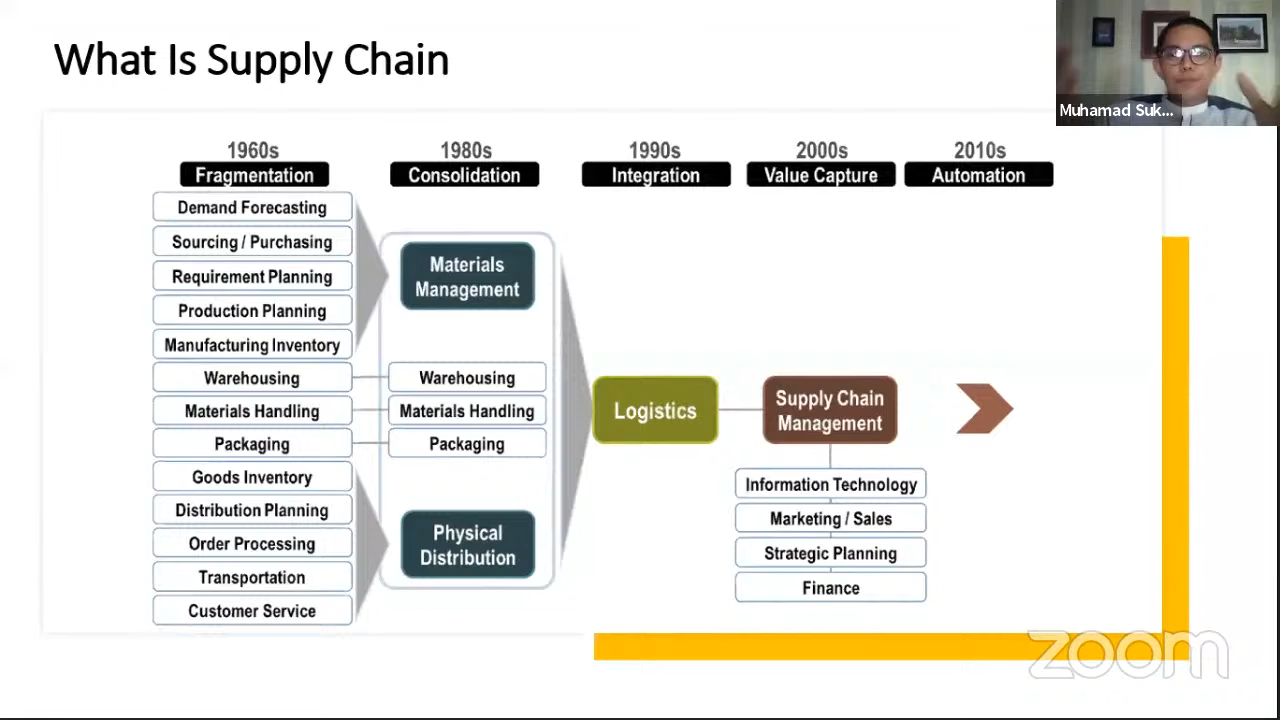 What Is Supply Chain
Muhamad Suk...
1960s
Fragmentation
Demand Forecasting
Sourcing / Purchasing
Requirement Planning
Production Planning
Manufacturing Inventory
Warehousing
Materials Handling
Packaging
Goods Inventory
Distribution Planning
Order Processing
Transportation
Customer Service
1980s
Consolidation
Materials
Management
Warehousing
Materials Handling
Packaging
Physical
Distribution
1990s
Integration
Logistics
2000s
Value Capture
Supply Chain
Management
Information Technology
Marketing / Sales
Strategic Planning
Finance
2010s
Automation
zoom